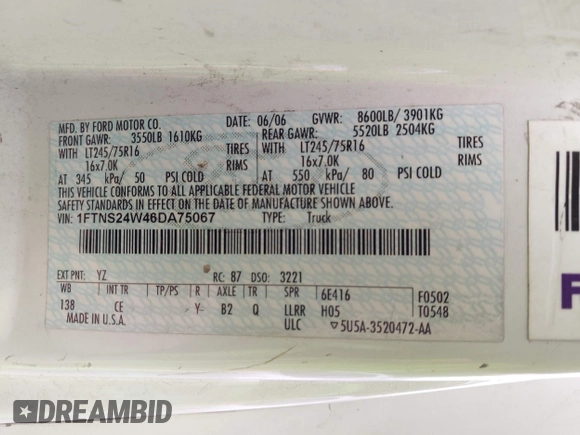 MFD. BY FORD MOTOR CO.
DATE: 06/06 GVWR: 8600LB/ 3901KG
FRONT GAWR: 3550LB 1610KG
REAR GAWR: 5520LB 2504KG
WITH LT245/75R16 TIRES
WITH LT245/75R16 TIRES
16x7.0K RIMS
16x7.0K RIMS
AT 345 kPa/ 50 PSI COLD
AT 550 kPa/ 80 PSI COLD
THIS VEHICLE CONFORMS TO ALL APPLICABLE FEDERAL MOTOR VEHICLE
SAFETY STANDARDS IN EFFECT ON THE DATE OF MANUFACTURE SHOWN ABOVE.
VIN: 1FTNS24W46DA75067 TYPE: Truck
EXT PNT: YZ RC: 87 DSO: 3221
WB INT TR TP/PS R AXLE TR SPR 6E416 F0502
138 CE Y B2 Q LLRR H05 T0548
MADE IN U.S.A. ULC ▽5U5A-3520472-AA
F
DREAMBID